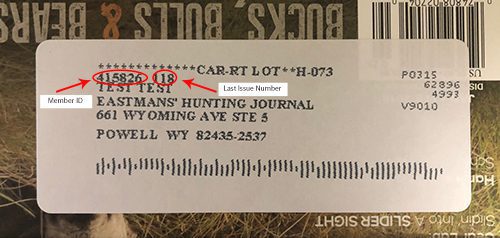 BUCKS, BULLS & BEARS
*************CAR-RT LOT**H-073
415826 118
TEST TEST
EASTMANS' HUNTING JOURNAL
661 WYOMING AVE STE 5
POWELL WY 82435-2537
P0315
62896
4993
V9010
Member ID
Last Issue Number
SLIDER SIGHT